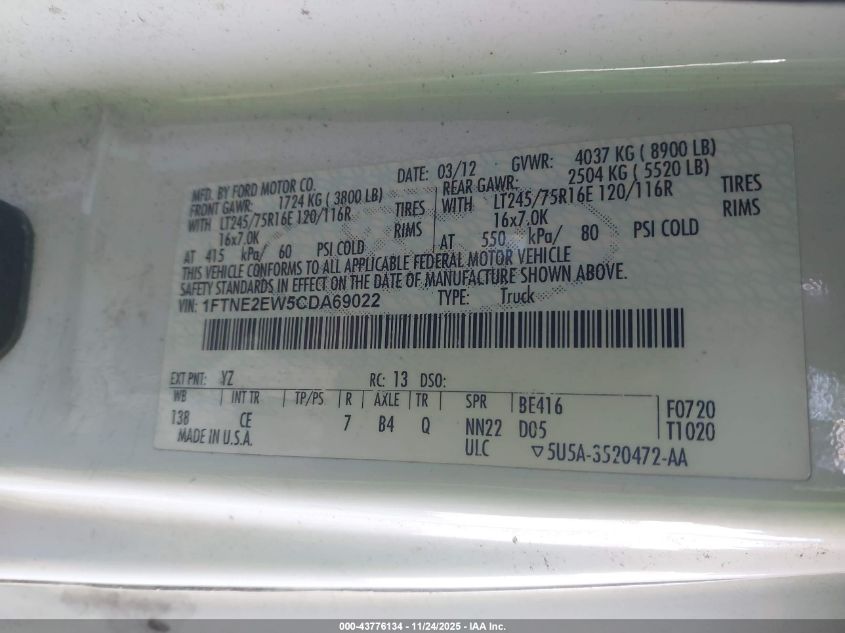 MFD. BY FORD MOTOR CO. DATE: 03/12 GVWR: 4037 KG ( 8900 LB)
FRONT GAWR: 1724 KG ( 3800 LB) REAR GAWR: 2504 KG ( 5520 LB)
WITH LT245/75R16E 120/116R TIRES WITH LT245/75R16E 120/116R TIRES
16x7.0K RIMS 16x7.0K RIMS
AT 415 kPa/ 60 PSI COLD AT 550 kPa/ 80 PSI COLD
THIS VEHICLE CONFORMS TO ALL APPLICABLE FEDERAL MOTOR VEHICLE
SAFETY STANDARDS IN EFFECT ON THE DATE OF MANUFACTURE SHOWN ABOVE.
VIN: 1FTNE2EW5CDA69022 TYPE: Truck
EXT PNT: YZ RC: 13 DSO:
WB INT TR TP/PS R AXLE TR SPR BE416 F0720
138 CE 7 B4 Q NN22 D05 T1020
MADE IN U.S.A. ULC ▽5U5A-3520472-AA
000-43776134 - 11/24/2025 - IAA Inc.